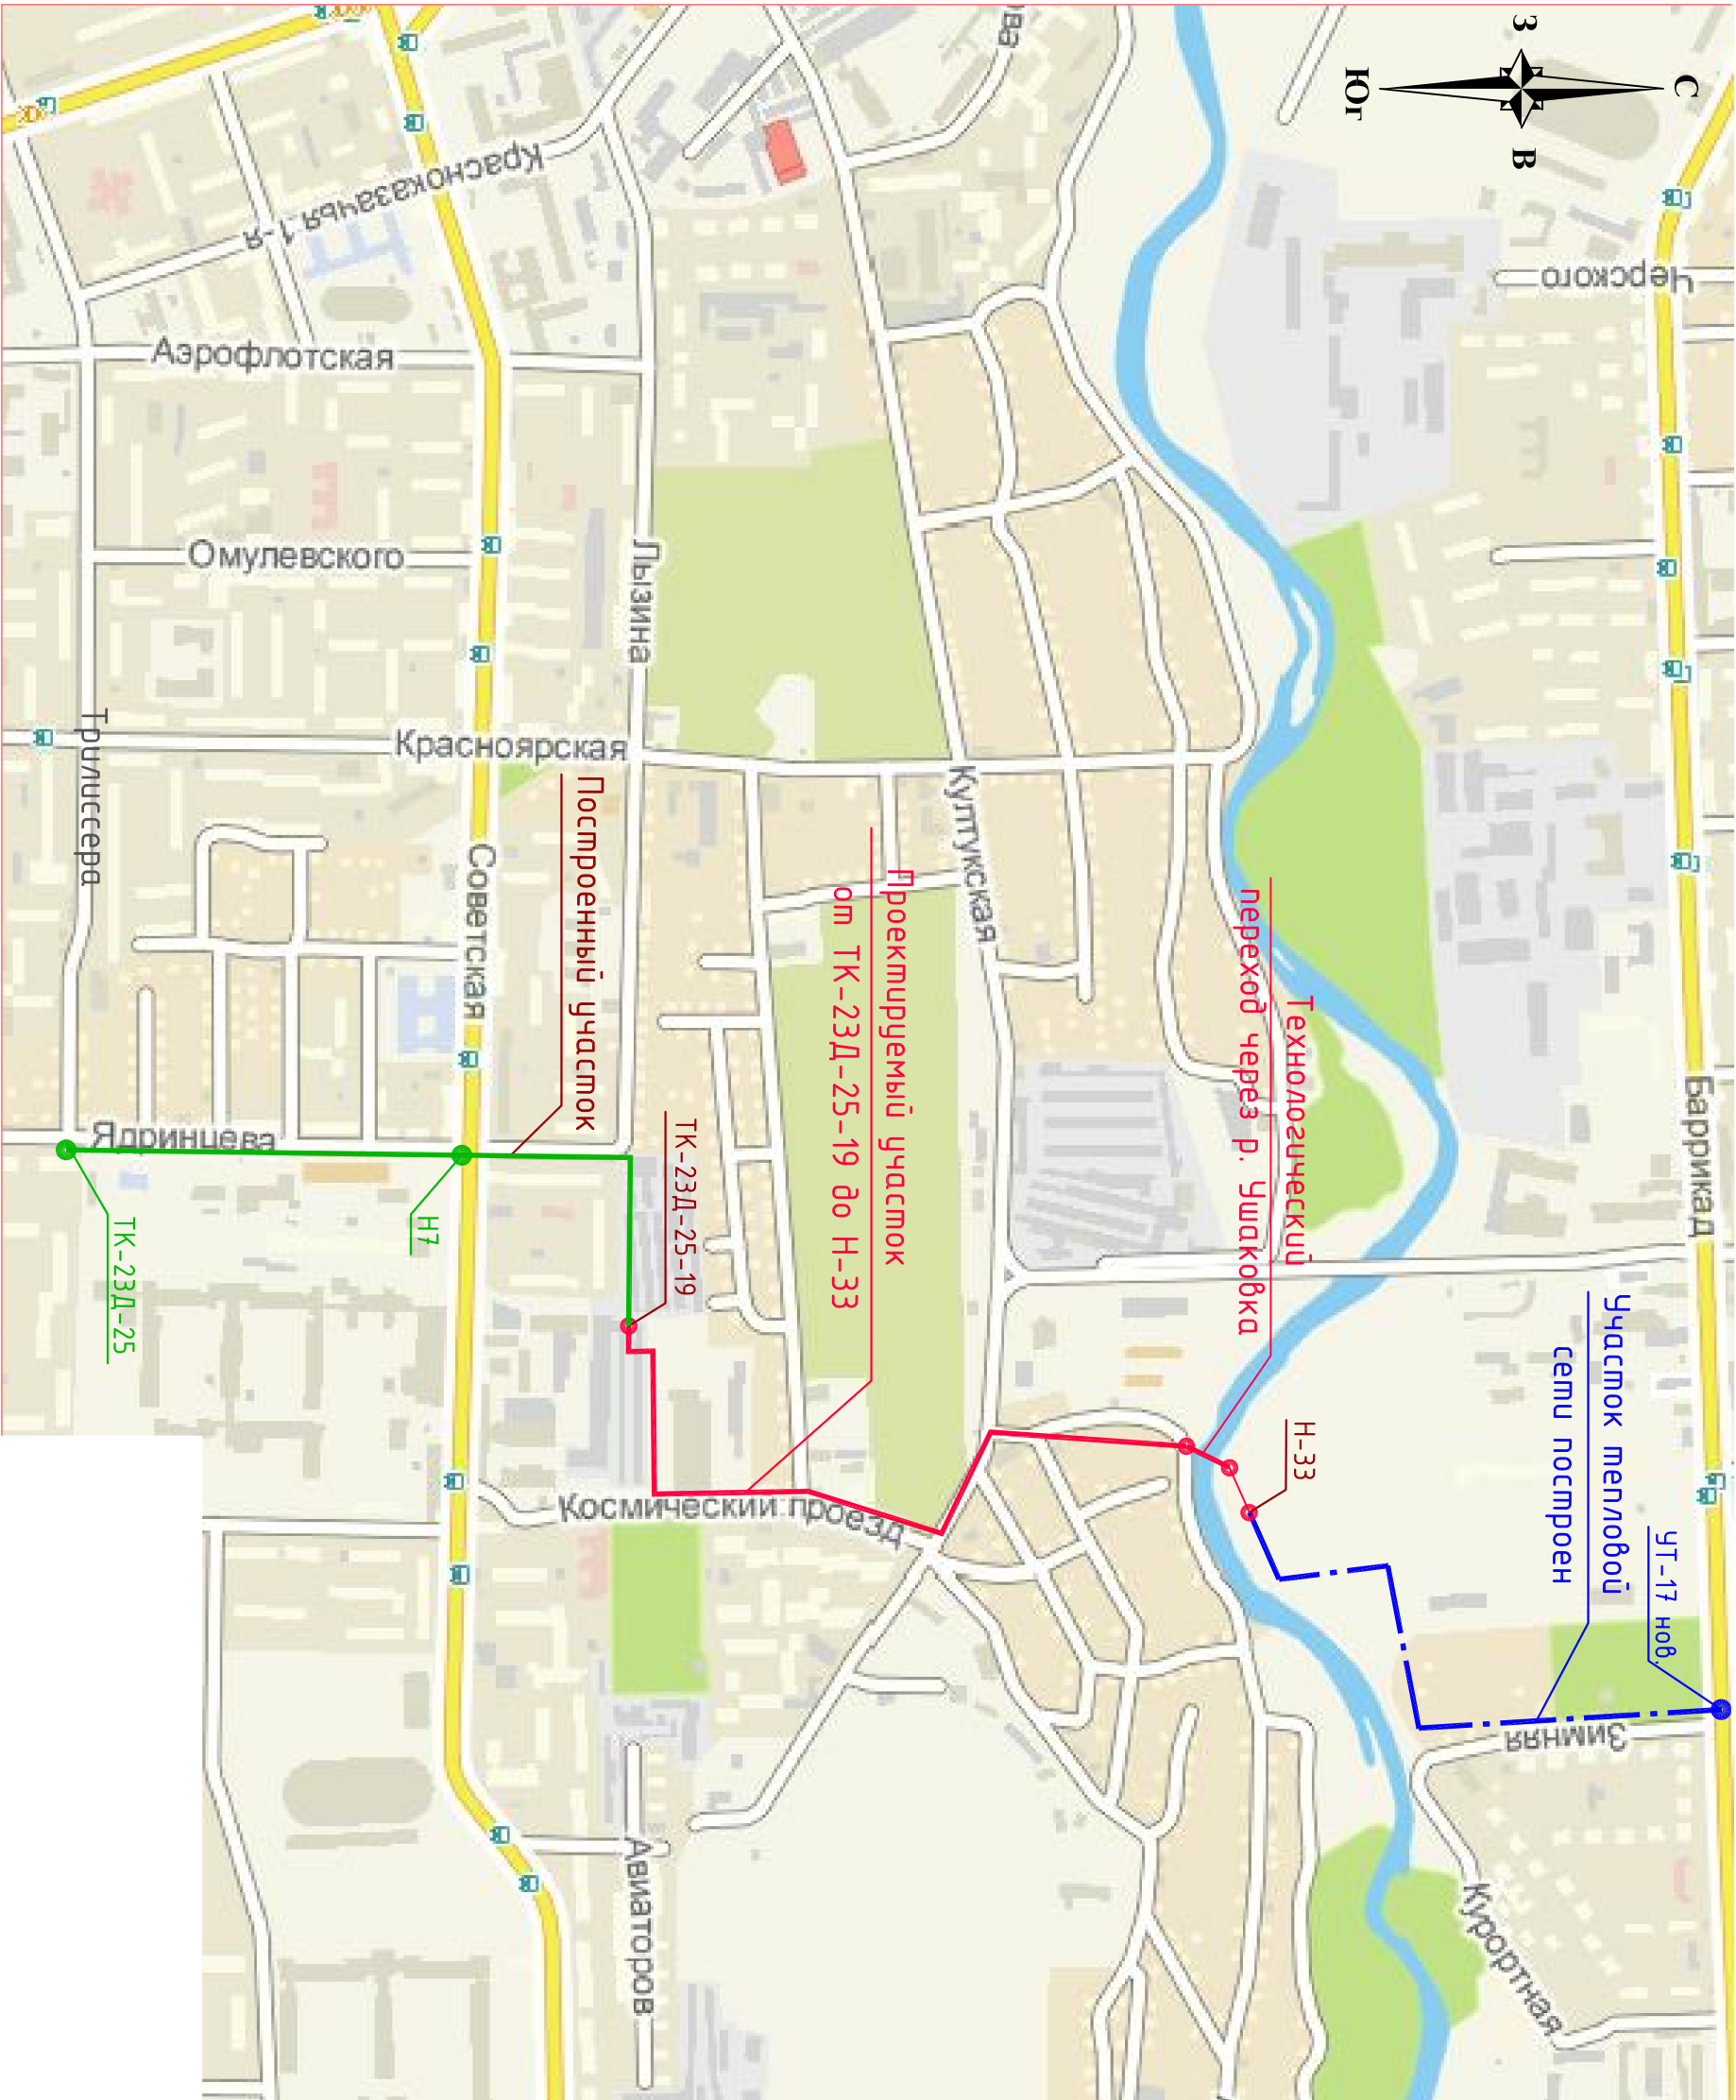 С
З
В
Юг
Черского
Баррикад
Технологический
переход через р. Ушаковка
Участок тепловой
сети построен
УТ-17 нов.
Н-33
Зимняя
Курортная
Култукская
Проектируемый участок
от ТК-23Д-25-19 до Н-33
Космический проезд
ТК-23Д-25-19
Лызина
Авиаторов
Построенный участок
Красноказачья 1-я
Аэрофлотская
Омулевского
Красноярская
Советская
Н7
Ядринцева
Трилиссера
ТК-23Д-25